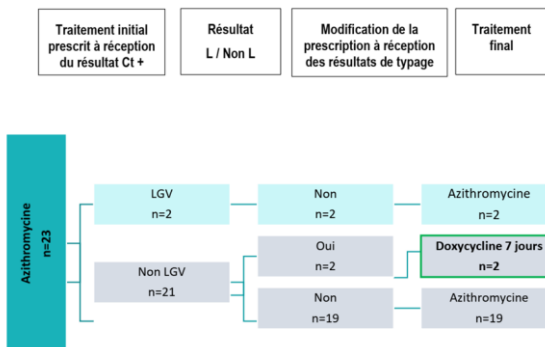 Traitement initial
prescrit à réception
du résultat Ct +
Résultat
L / Non L
Modification de la
prescription à réception
des résultats de typage
Traitement
final
Azithromycine
n=23
LGV
n=2
Non
n=2
Azithromycine
n=2
Non LGV
n=21
Oui
n=2
Doxycycline 7 jours
n=2
Non
n=19
Azithromycine
n=19